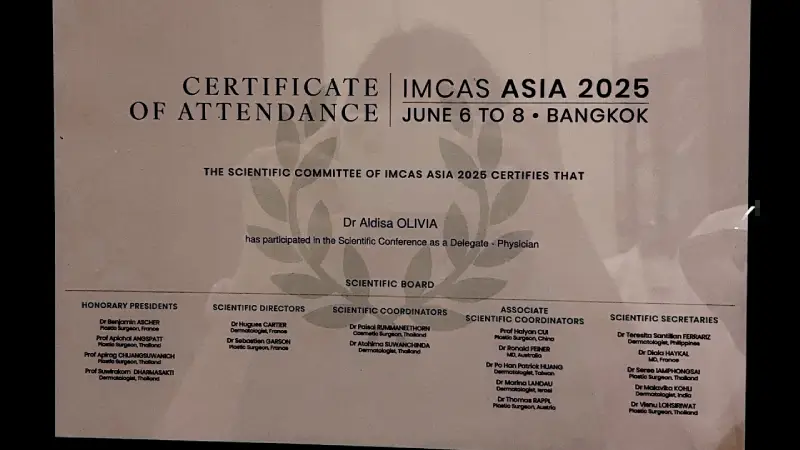 CERTIFICATE
OF ATTENDANCE
IMCAS ASIA 2025
JUNE 6 TO 8 • BANGKOK
THE SCIENTIFIC COMMITTEE OF IMCAS ASIA 2025 CERTIFIES THAT
Dr Aldisa OLIVIA
has participated in the Scientific Conference as a Delegate - Physician
SCIENTIFIC BOARD
HONORARY PRESIDENTS
Dr Benjamin ASCHER
Plastic Surgeon, France
Prof Apichai ANGSPATT
Plastic Surgeon, Thailand
Prof Apirag CHUANGSUWANICH
Plastic Surgeon, Thailand
Prof Suwirakorn DHARMASAKTI
Dermatologist, Thailand
SCIENTIFIC DIRECTORS
Dr Hugues CARTIER
Dermatologist, France
Dr Sebastien GARSON
Plastic Surgeon, France
SCIENTIFIC COORDINATORS
Dr Paisal RUMMANEETHORN
Cosmetic Surgeon, Thailand
Dr Atchima SUWANCHINDA
Dermatologist, Thailand
ASSOCIATE
SCIENTIFIC COORDINATORS
Prof Haiyan CUI
Plastic Surgeon, China
Dr Ronald FEINER
MD, Australia
Dr Po Han Patrick HUANG
Dermatologist, Taiwan
Dr Marina LANDAU
Dermatologist, Israel
Dr Thomas RAPPL
Plastic Surgeon, Austria
SCIENTIFIC SECRETARIES
Dr Teresita Santillan FERRARIZ
Dermatologist, Philippines
Dr Diala HAYKAL
MD, France
Dr Seree IAMPHONGSAI
Plastic Surgeon, Thailand
Dr Malavika KOHLI
Dermatologist, India
Dr Visnu LOHSIRIWAT
Plastic Surgeon, Thailand